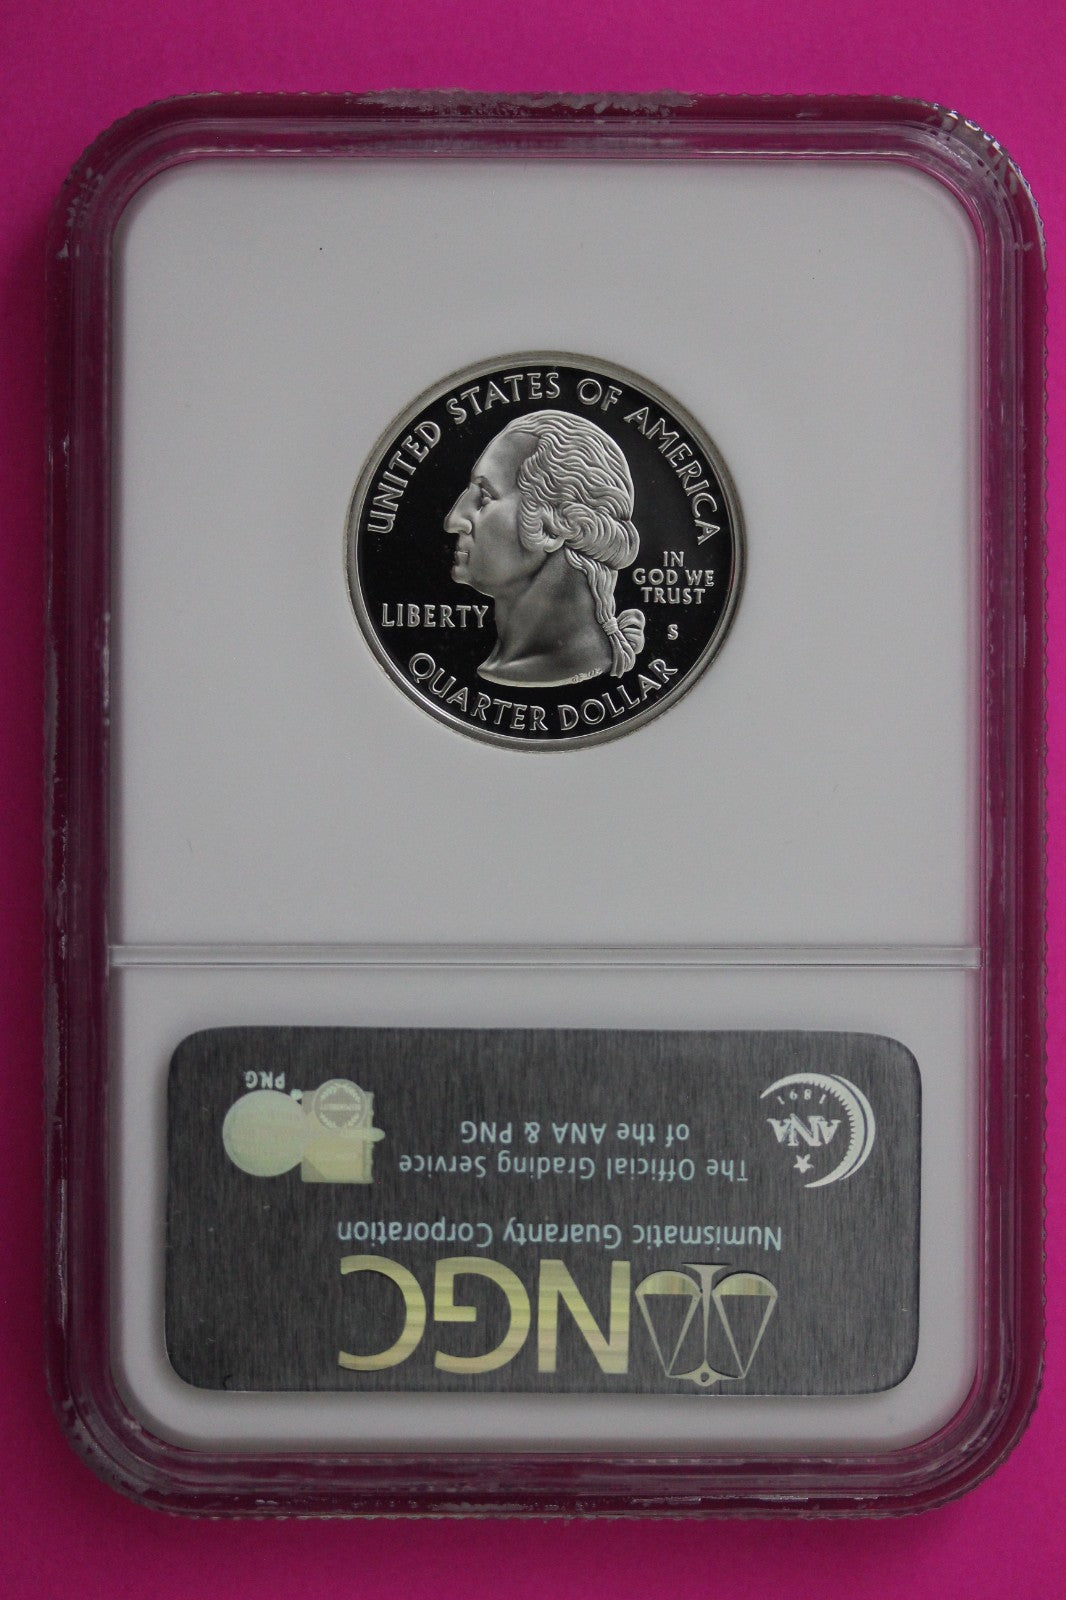 UNITED STATES OF AMERICA
LIBERTY
IN
GOD WE
TRUST
S
QUARTER DOLLAR
NGC
Numismatic Guaranty Corporation
The Official Grading Service
of the ANA & PNG
ANA
1891
PNG